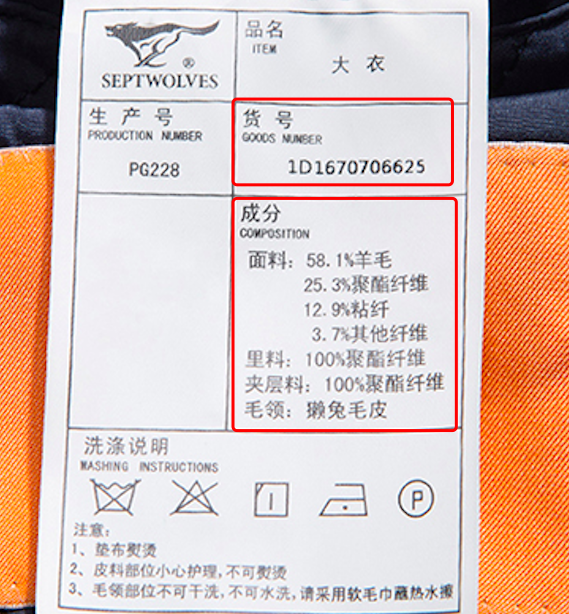 SEPTWOLVES ®
品名
ITEM
大衣
生产号
PRODUCTION NUMBER
PG228
货号
GOODS NUNBER
1D1670706625
成分
COMPOSITION
面料：58.1%羊毛
25.3%聚酯纤维
12.9%粘纤
3.7%其他纤维
里料：100%聚酯纤维
夹层料：100%聚酯纤维
毛领：獭兔毛皮
洗涤说明
WASHING INSTRUCTIONS
P
注意：
1、垫布熨烫
2、皮料部位小心护理，不可熨烫
3、毛领部位不可干洗、不可水洗，请采用软毛巾蘸热水擦